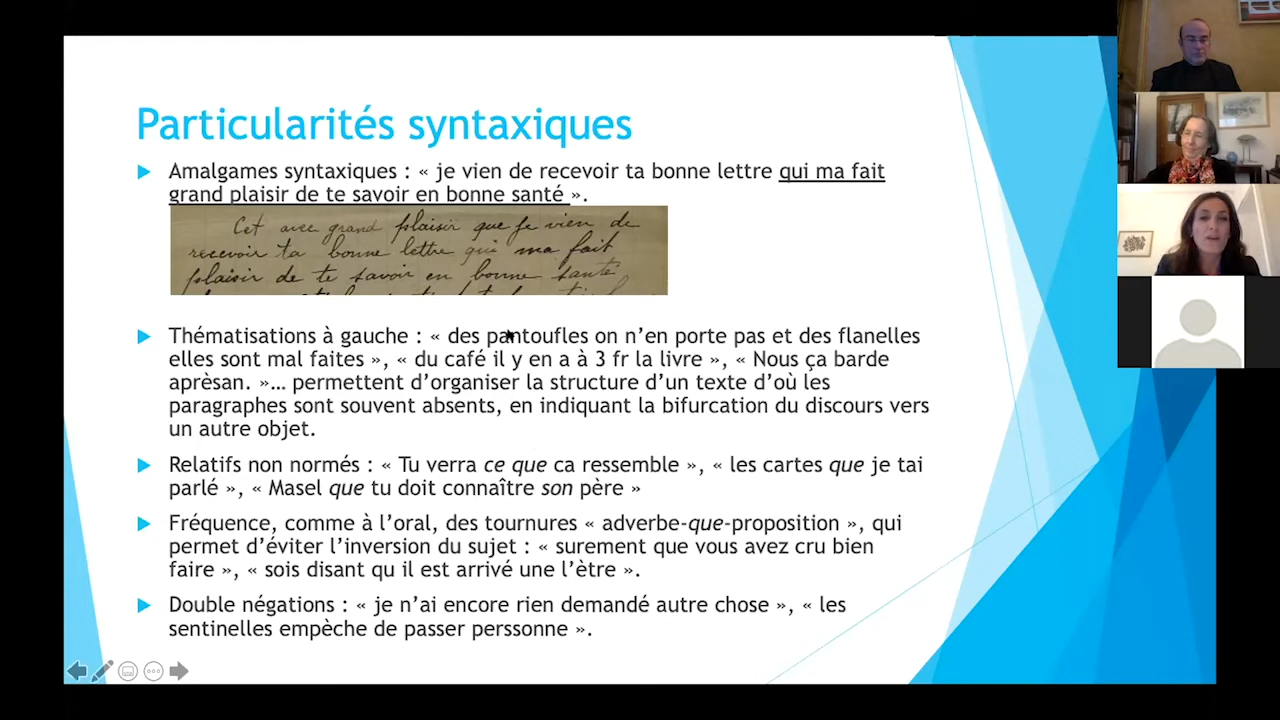 Particularités syntaxiques
Amalgames syntaxiques : « je vien de recevoir ta bonne lettre qui ma fait
grand plaisir de te savoir en bonne santé ».
Cet avec grand plaisir que je vien de
recevoir ta bonne lettre qui ma fait
plaisir de te savoir en bonne santé
Thématisations à gauche : « des pantoufles on n’en porte pas et des flanelles
elles sont mal faites », « du café il y en a à 3 fr la livre », « Nous ça barde
aprèsan. »… permettent d’organiser la structure d’un texte d’où les
paragraphes sont souvent absents, en indiquant la bifurcation du discours vers
un autre objet.
Relatifs non normés : « Tu verra ce que ca ressemble », « les cartes que je tai
parlé », « Masel que tu doit connaître son père »
Fréquence, comme à l’oral, des tournures « adverbe-que-proposition », qui
permet d’éviter l’inversion du sujet : « surement que vous avez cru bien
faire », « sois disant qu il est arrivé une l’ètre ».
Double négations : « je n’ai encore rien demandé autre chose », « les
sentinelles empèche de passer perssonne ».